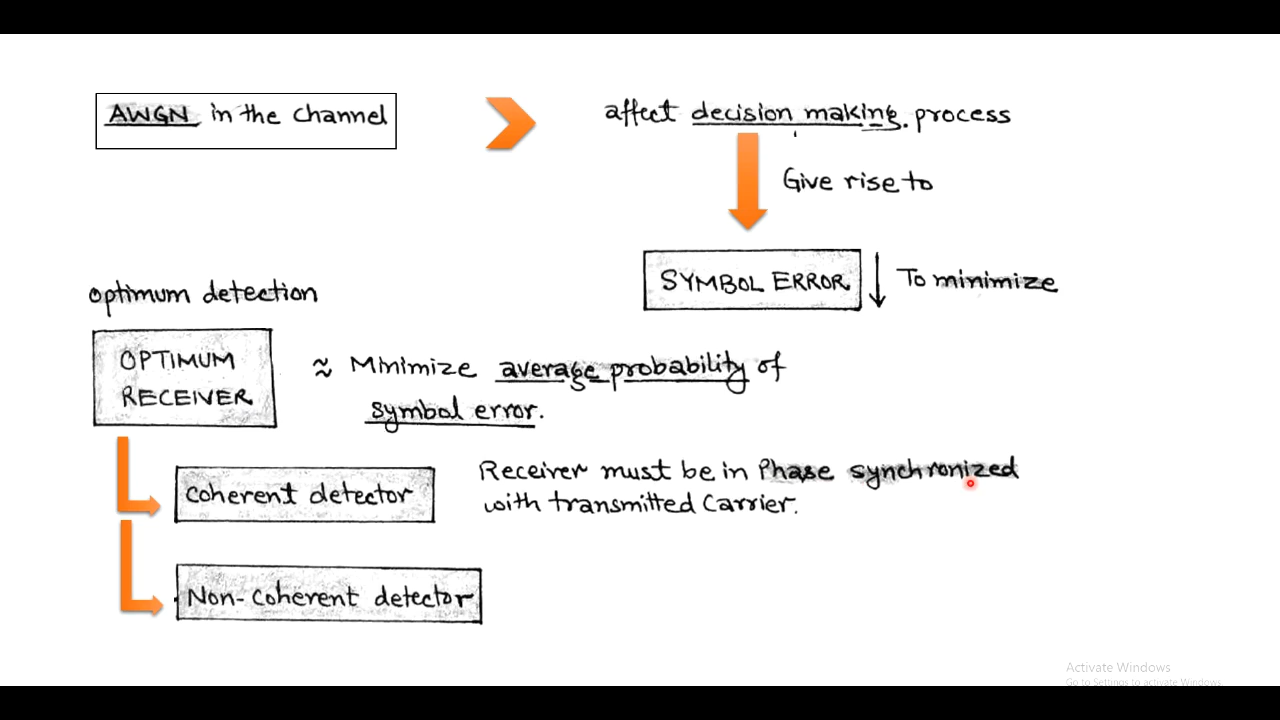 AWGN in the channel
affect decision making process
Give rise to
SYMBOL ERROR
To minimize
optimum detection
OPTIMUM
RECEIVER
≈ Minimize average probability of
symbol error.
Receiver must be in Phase synchronized
with transmitted Carrier.
coherent detector
Non-coherent detector
Activate Windows
Go to Settings to activate Windows.